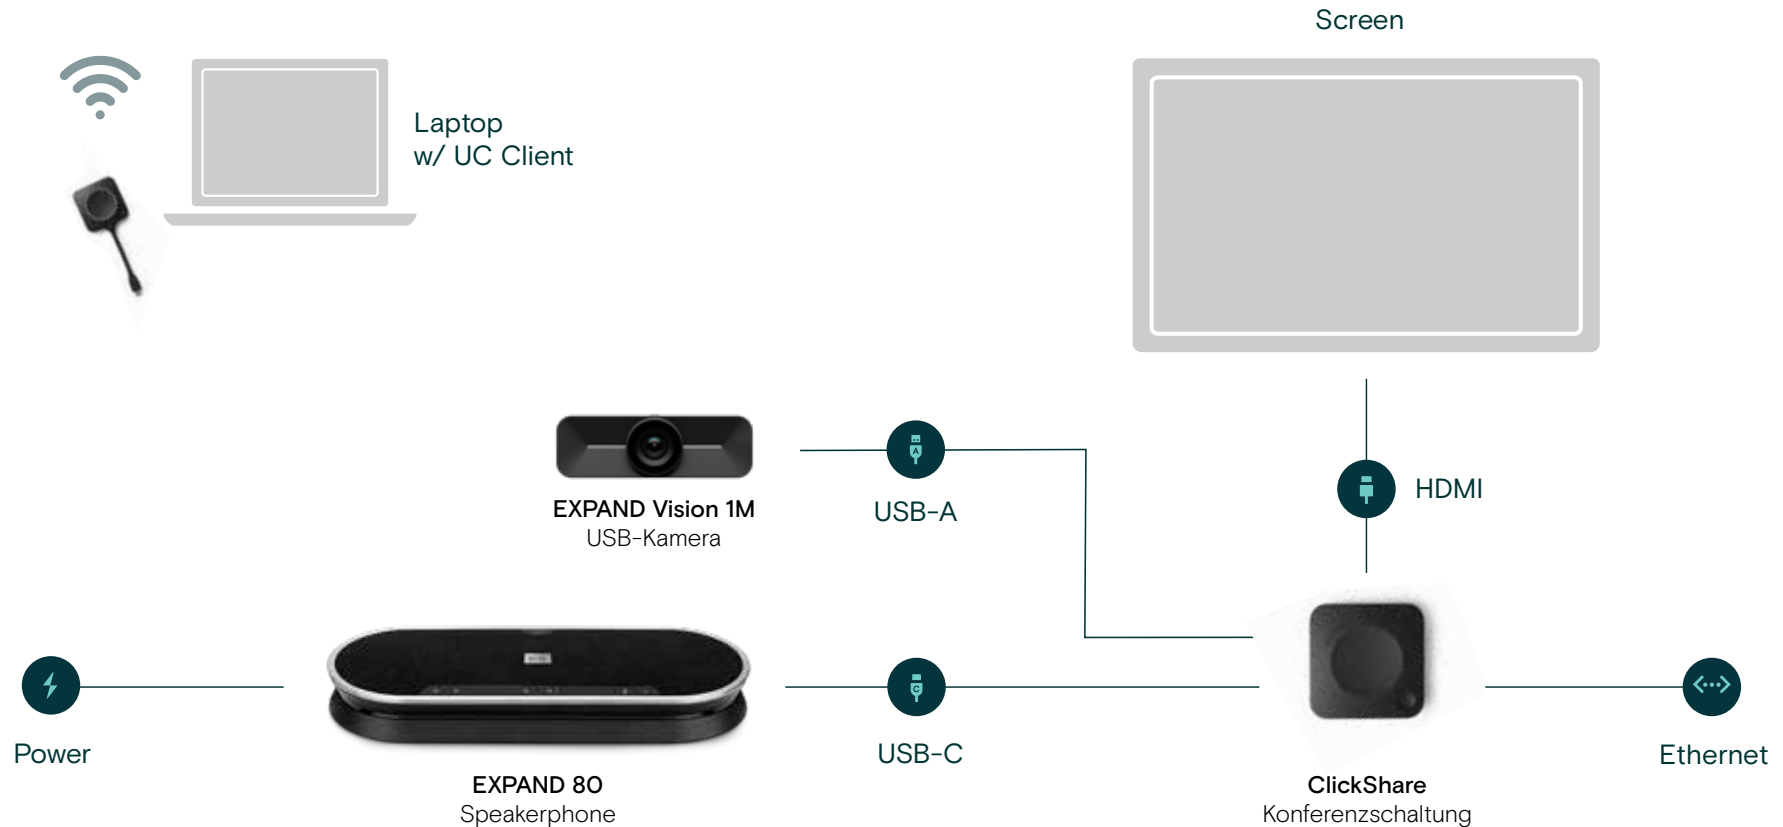 Screen
Laptop
w/ UC Client
HDMI
EXPAND Vision 1M
USB-Kamera
USB-A
Power
EXPAND 80
Speakerphone
USB-C
ClickShare
Konferenzschaltung
Ethernet
A
C